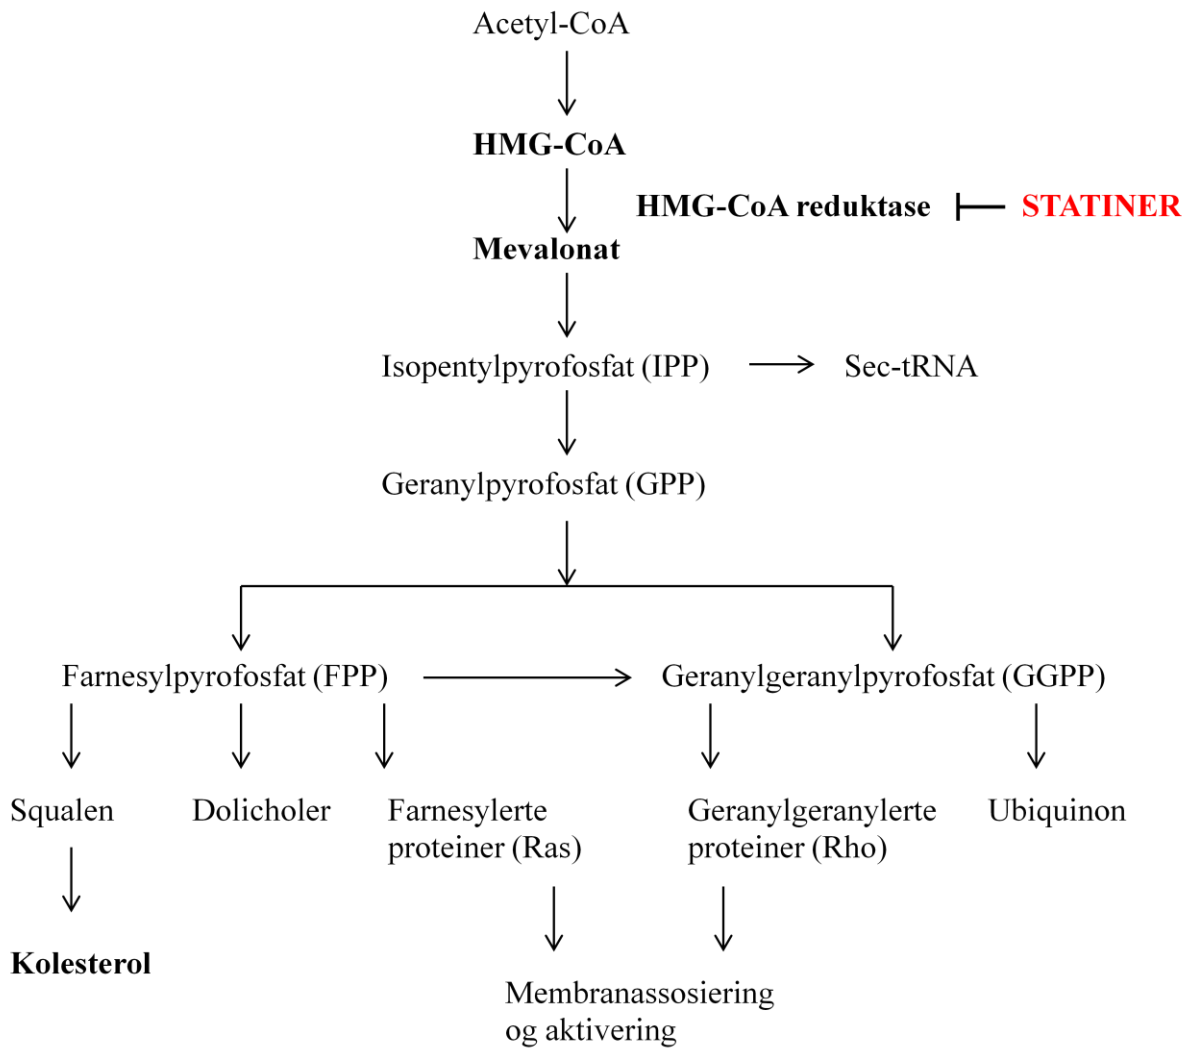 Acetyl-CoA
HMG-CoA
HMG-CoA reduktase
STATINER
Mevalonat
Isopentylpyrofosfat (IPP)
Sec-tRNA
Geranylpyrofosfat (GPP)
Farnesylpyrofosfat (FPP)
Geranylgeranylpyrofosfat (GGPP)
Squalen
Dolicholer
Farnesylerte
proteiner (Ras)
Geranylgeranylerte
proteiner (Rho)
Ubiquinon
Kolesterol
Membranassosiering
og aktivering